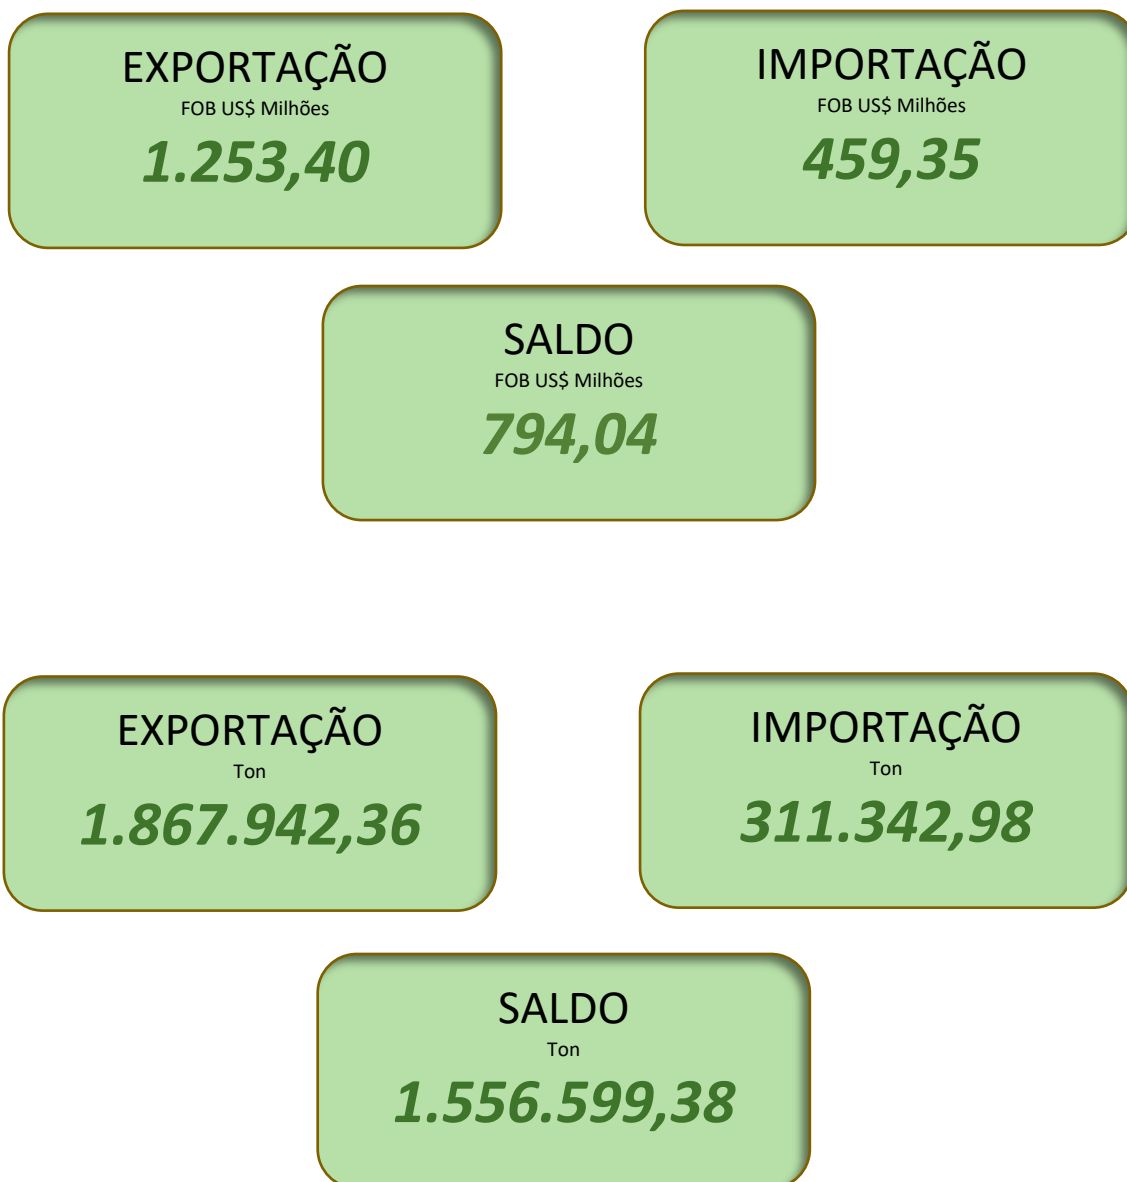 EXPORTAÇÃO
FOB US$ Milhões
1.253,40
IMPORTAÇÃO
FOB US$ Milhões
459,35
SALDO
FOB US$ Milhões
794,04
EXPORTAÇÃO
Ton
1.867.942,36
IMPORTAÇÃO
Ton
311.342,98
SALDO
Ton
1.556.599,38